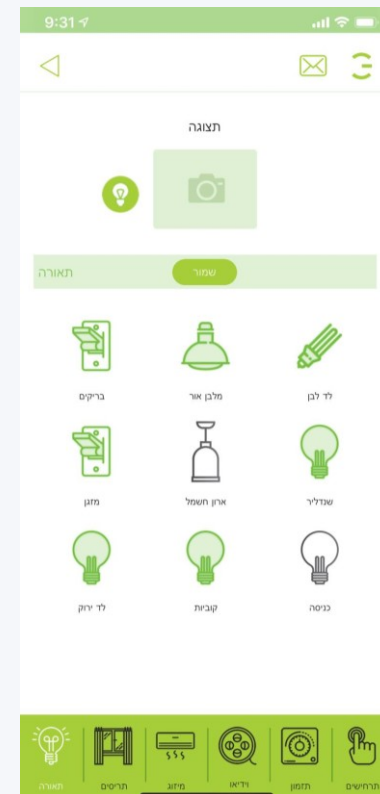 9:31
תצוגה
תאורה
שמור
לד לבן
מלבן אור
בריקים
שנדליר
ארון חשמל
מזגן
כניסה
קוביות
לד ירוק
תרחישים
תזמון
וידיאו
מיזוג
תריסים
תאורה